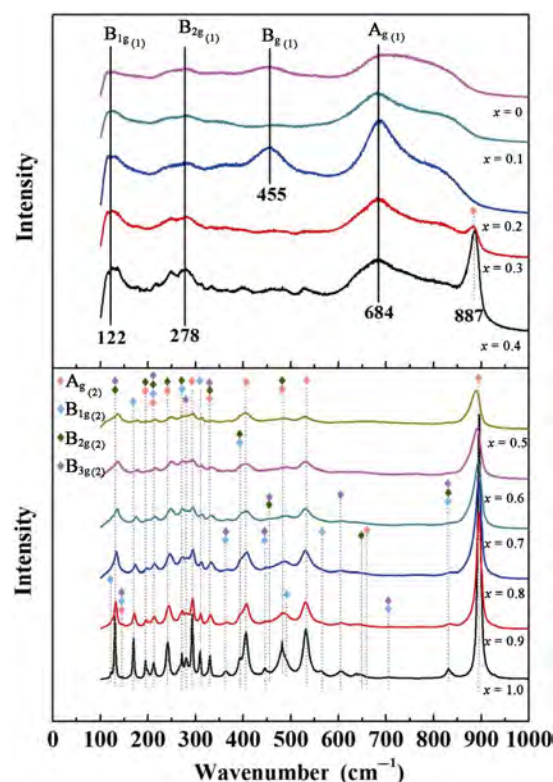 B1g(1) B2g(1) Bg(1) Ag(1)
x = 0
x = 0.1
455
x = 0.2
x = 0.3
122 278 684 887
x = 0.4
Intensity
Ag(2)
B1g(2)
B2g(2)
B3g(2)
x = 0.5
x = 0.6
x = 0.7
x = 0.8
x = 0.9
x = 1.0
Intensity
0 100 200 300 400 500 600 700 800 900 1000
Wavenumber (cm−1)